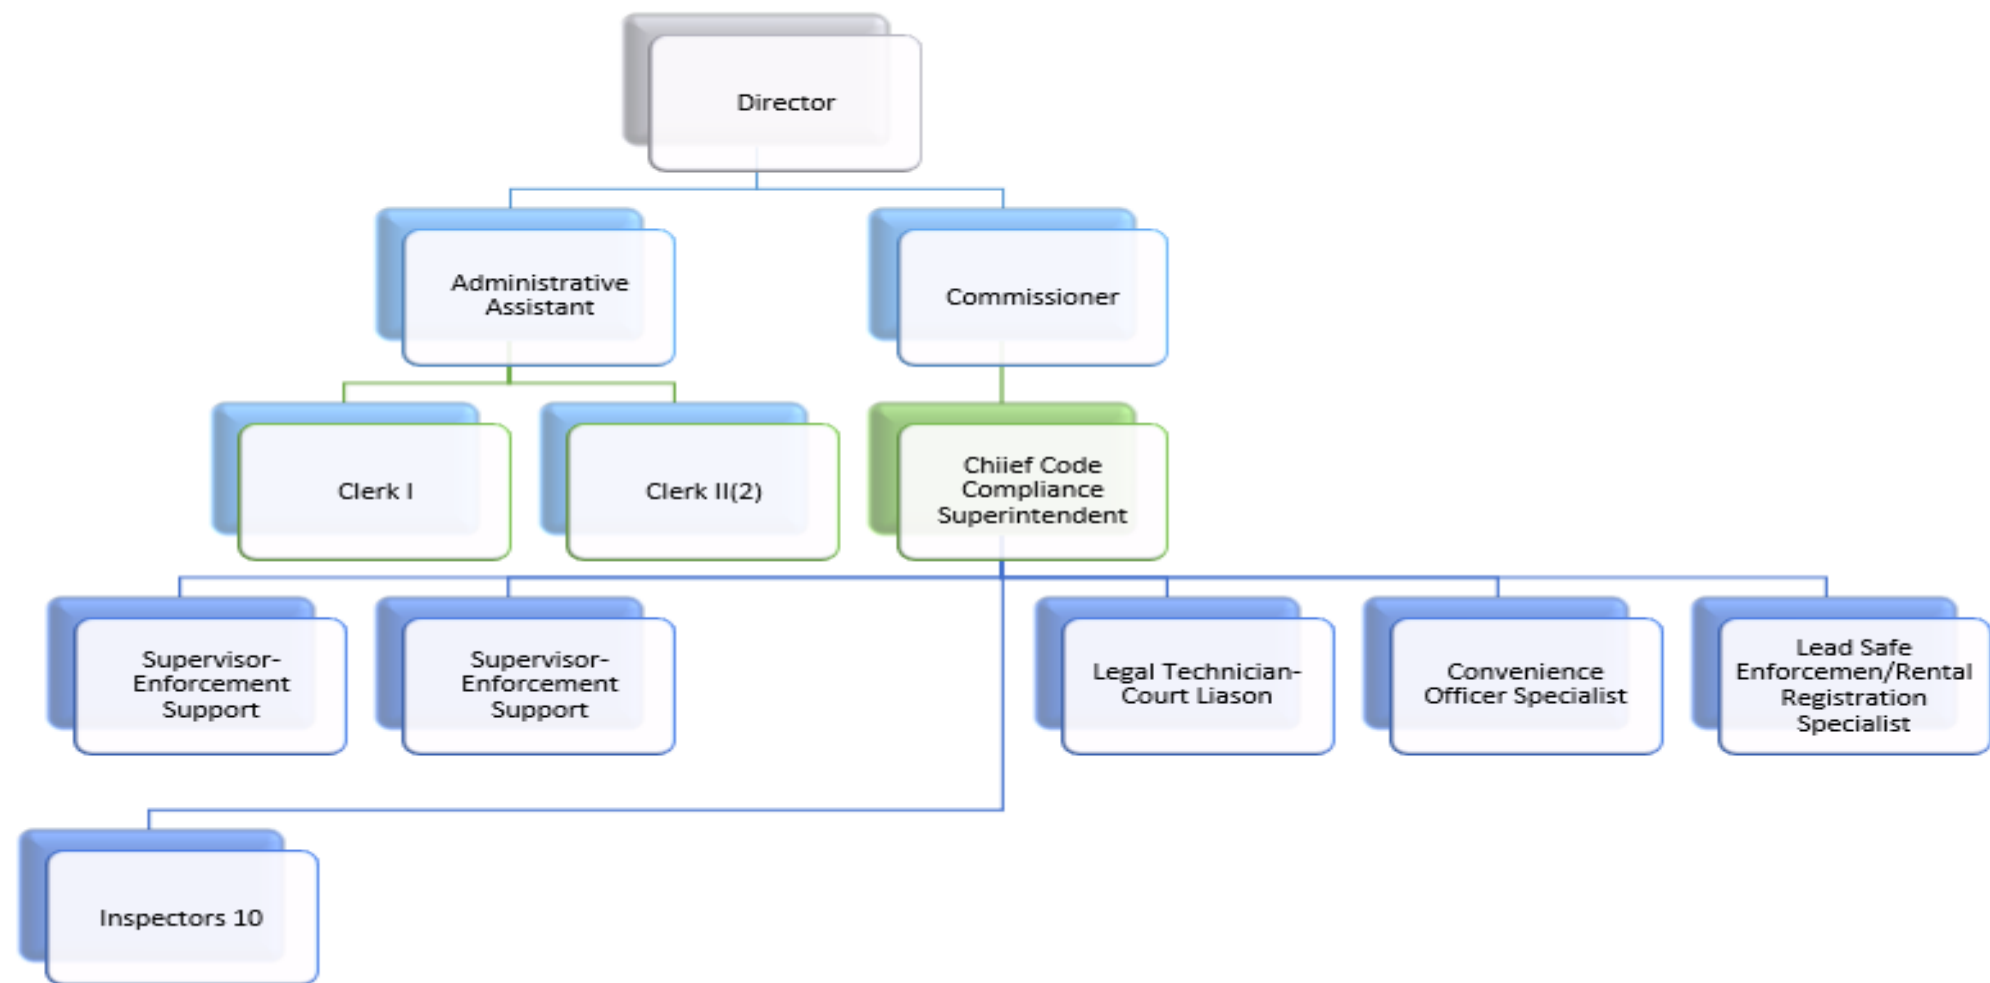 Director
Administrative
Assistant
Commissioner
Clerk I
Clerk II(2)
Chiief Code
Compliance
Superintendent
Supervisor-
Enforcement
Support
Supervisor-
Enforcement
Support
Legal Technician-
Court Liason
Convenience
Officer Specialist
Lead Safe
Enforcemen/Rental
Registration
Specialist
Inspectors 10